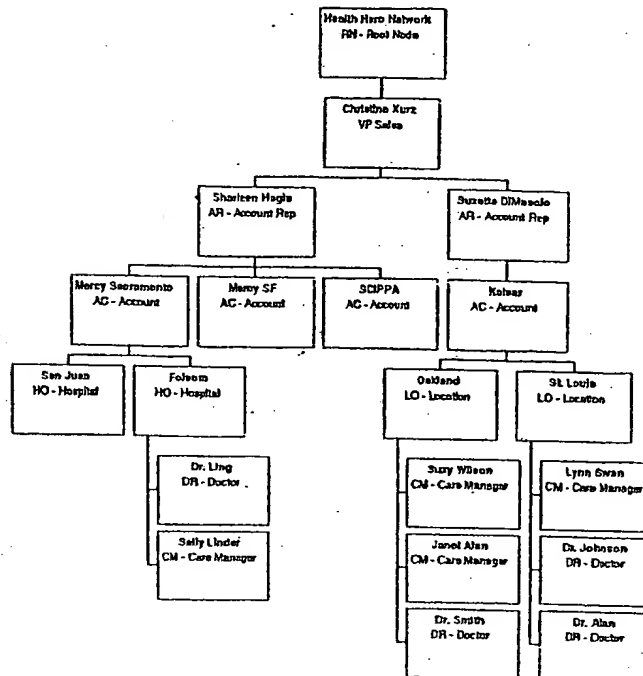 Health Hero Network
RN - Root Node
Christine Kurz
VP Sales
Sharleen Hagle
AR - Account Rep
Suzette DiMascio
AR - Account Rep
Mercy Sacramento
AC - Account
Mercy SF
AC - Account
SCIPPA
AC - Account
AC - Account
San Juan
HO - Hospital
Folsom
HO - Hospital
Oakland
LO - Location
St. Louis
LO - Location
Dr. Ling
DR - Doctor
Sally Linder
CM - Care Manager
Suzy Wilson
CM - Care Manager
Janet Alan
CM - Care Manager
Dr. Smith
DR - Doctor
Lynn Swan
CM - Care Manager
Dr. Johnson
DR - Doctor
Dr. Alan
DR - Doctor